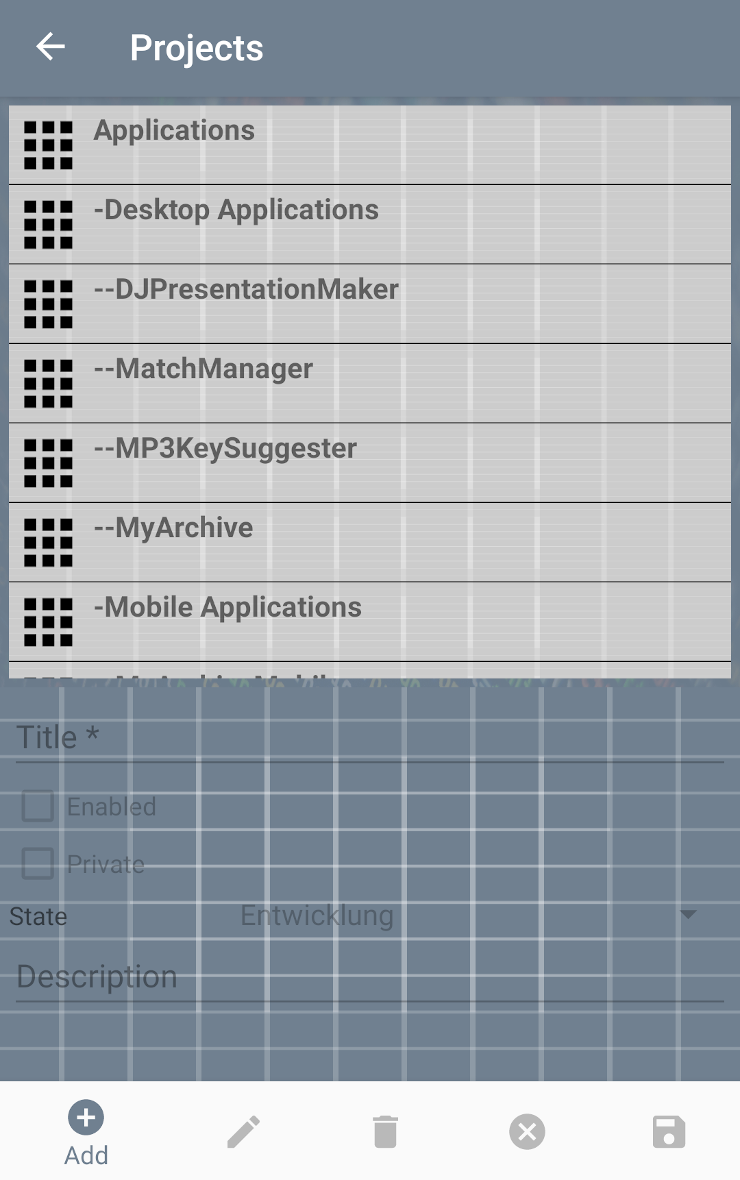 Projects
Applications
-Desktop Applications
--DJPresentationMaker
--MatchManager
--MP3KeySuggester
--MyArchive
-Mobile Applications
Title *
Enabled
Private
State
Entwicklung
Description
Add